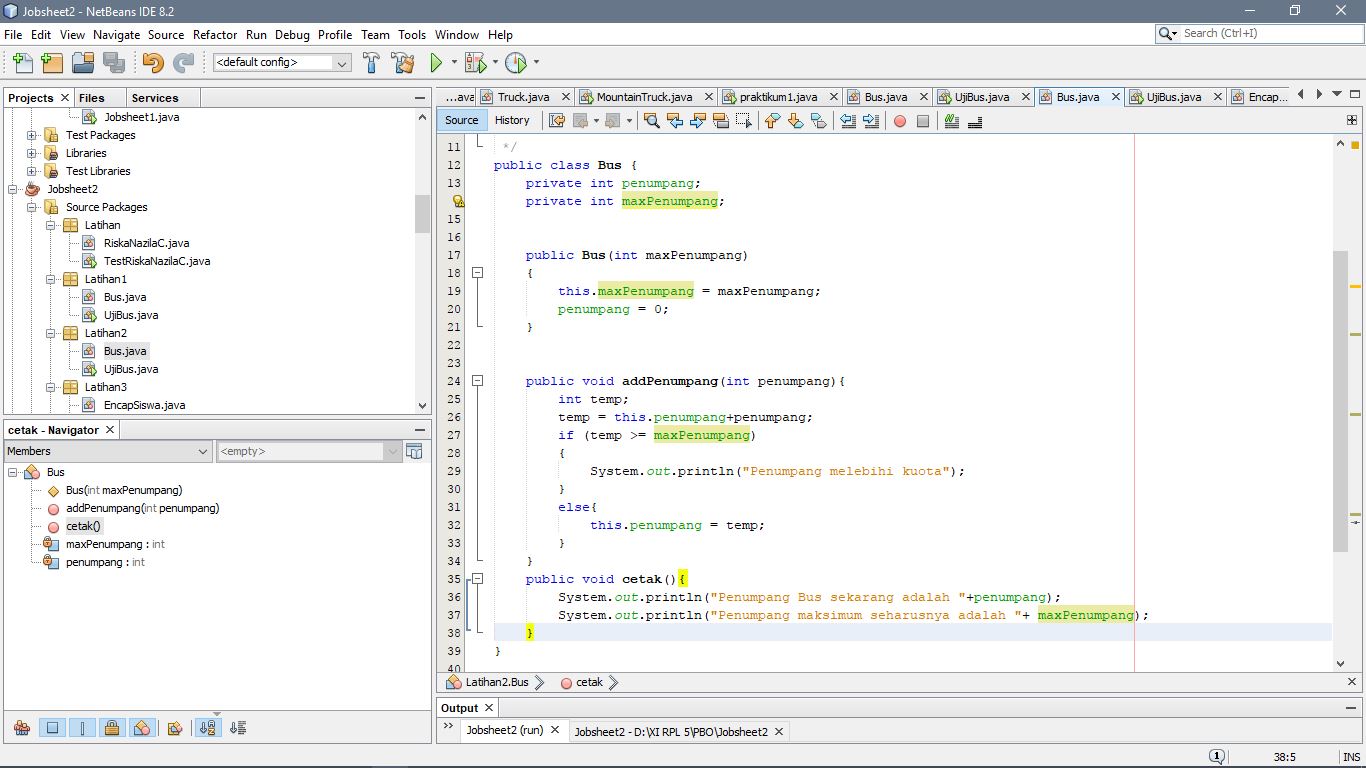 Jobsheet2 - NetBeans IDE 8.2
File Edit View Navigate Source Refactor Run Debug Profile Team Tools Window Help
Search (Ctrl+I)
<default config>
Projects Files Services
Jobsheet1.java
Test Packages
Libraries
Test Libraries
Jobsheet2
Source Packages
Latihan
RiskaNazilaC.java
TestRiskaNazilaC.java
Latihan1
Bus.java
UjiBus.java
Latihan2
Bus.java
UjiBus.java
Latihan3
EncapSiswa.java
cetak - Navigator
Members <empty>
Bus
Bus(int maxPenumpang)
addPenumpang(int penumpang)
cetak()
maxPenumpang : int
penumpang : int
...ava Truck.java MountainTruck.java praktikum1.java Bus.java UjiBus.java Bus.java UjiBus.java Encap...
Source History
11 */
12 public class Bus {
13 private int penumpang;
private int maxPenumpang;
15
16
17 public Bus(int maxPenumpang)
18 {
19 this.maxPenumpang = maxPenumpang;
20 penumpang = 0;
21 }
22
23
24 public void addPenumpang(int penumpang){
25 int temp;
26 temp = this.penumpang+penumpang;
27 if (temp >= maxPenumpang)
28 {
29 System.out.println("Penumpang melebihi kuota");
30 }
31 else{
32 this.penumpang = temp;
33 }
34 }
35 public void cetak(){
36 System.out.println("Penumpang Bus sekarang adalah "+penumpang);
37 System.out.println("Penumpang maksimum seharusnya adalah "+ maxPenumpang);
38 }
39 }
40
Latihan2.Bus cetak
Output
Jobsheet2 (run) Jobsheet2 - D:\XI RPL 5\PBO\Jobsheet2
1 38:5 INS